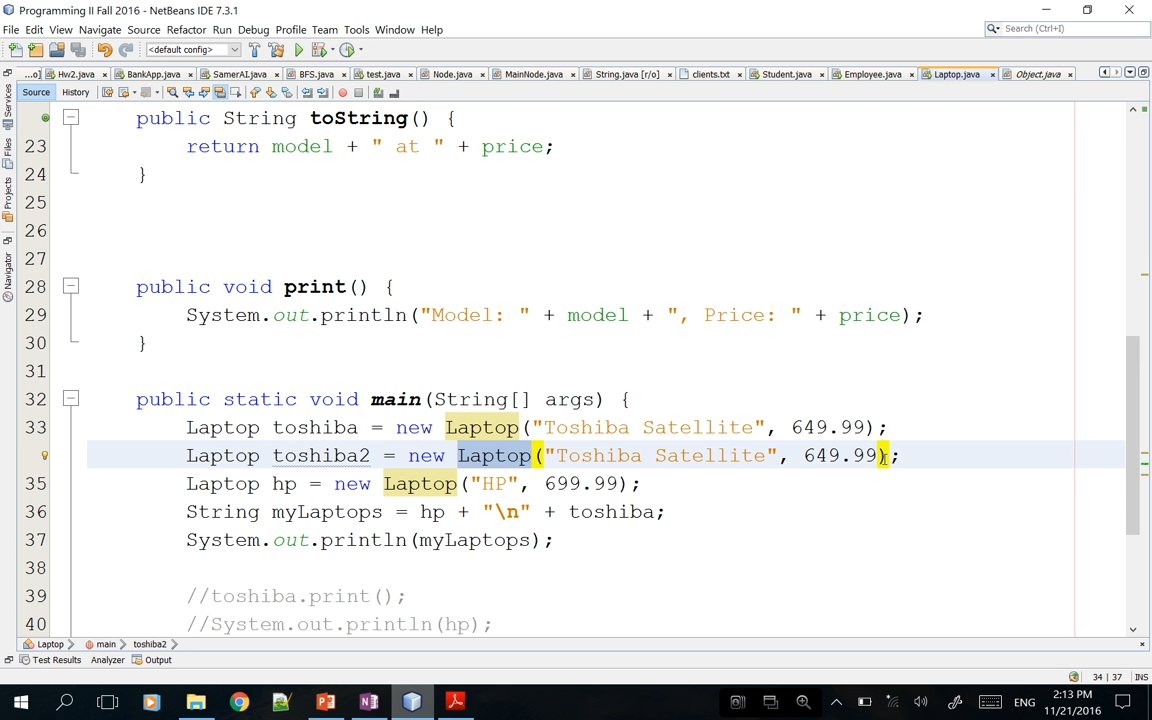 Programming II Fall 2016 - NetBeans IDE 7.3.1
File Edit View Navigate Source Refactor Run Debug Profile Team Tools Window Help
Search (Ctrl+I)
<default config>
...o] Hw2.java BankApp.java SamerAI.java BFS.java test.java Node.java MainNode.java String.java [r/o] clients.txt Student.java Employee.java Laptop.java Object.java
Source History
Services
Files
Projects
Navigator
public String toString() {
23 return model + " at " + price;
24 }
25
26
27
28 public void print() {
29 System.out.println("Model: " + model + ", Price: " + price);
30 }
31
32 public static void main(String[] args) {
33 Laptop toshiba = new Laptop("Toshiba Satellite", 649.99);
Laptop toshiba2 = new Laptop("Toshiba Satellite", 649.99);
35 Laptop hp = new Laptop("HP", 699.99);
36 String myLaptops = hp + "\n" + toshiba;
37 System.out.println(myLaptops);
38
39 //toshiba.print();
40 //System.out.println(hp);
Laptop main toshiba2
Test Results Analyzer Output
34 | 37 INS
ENG
2:13 PM
11/21/2016